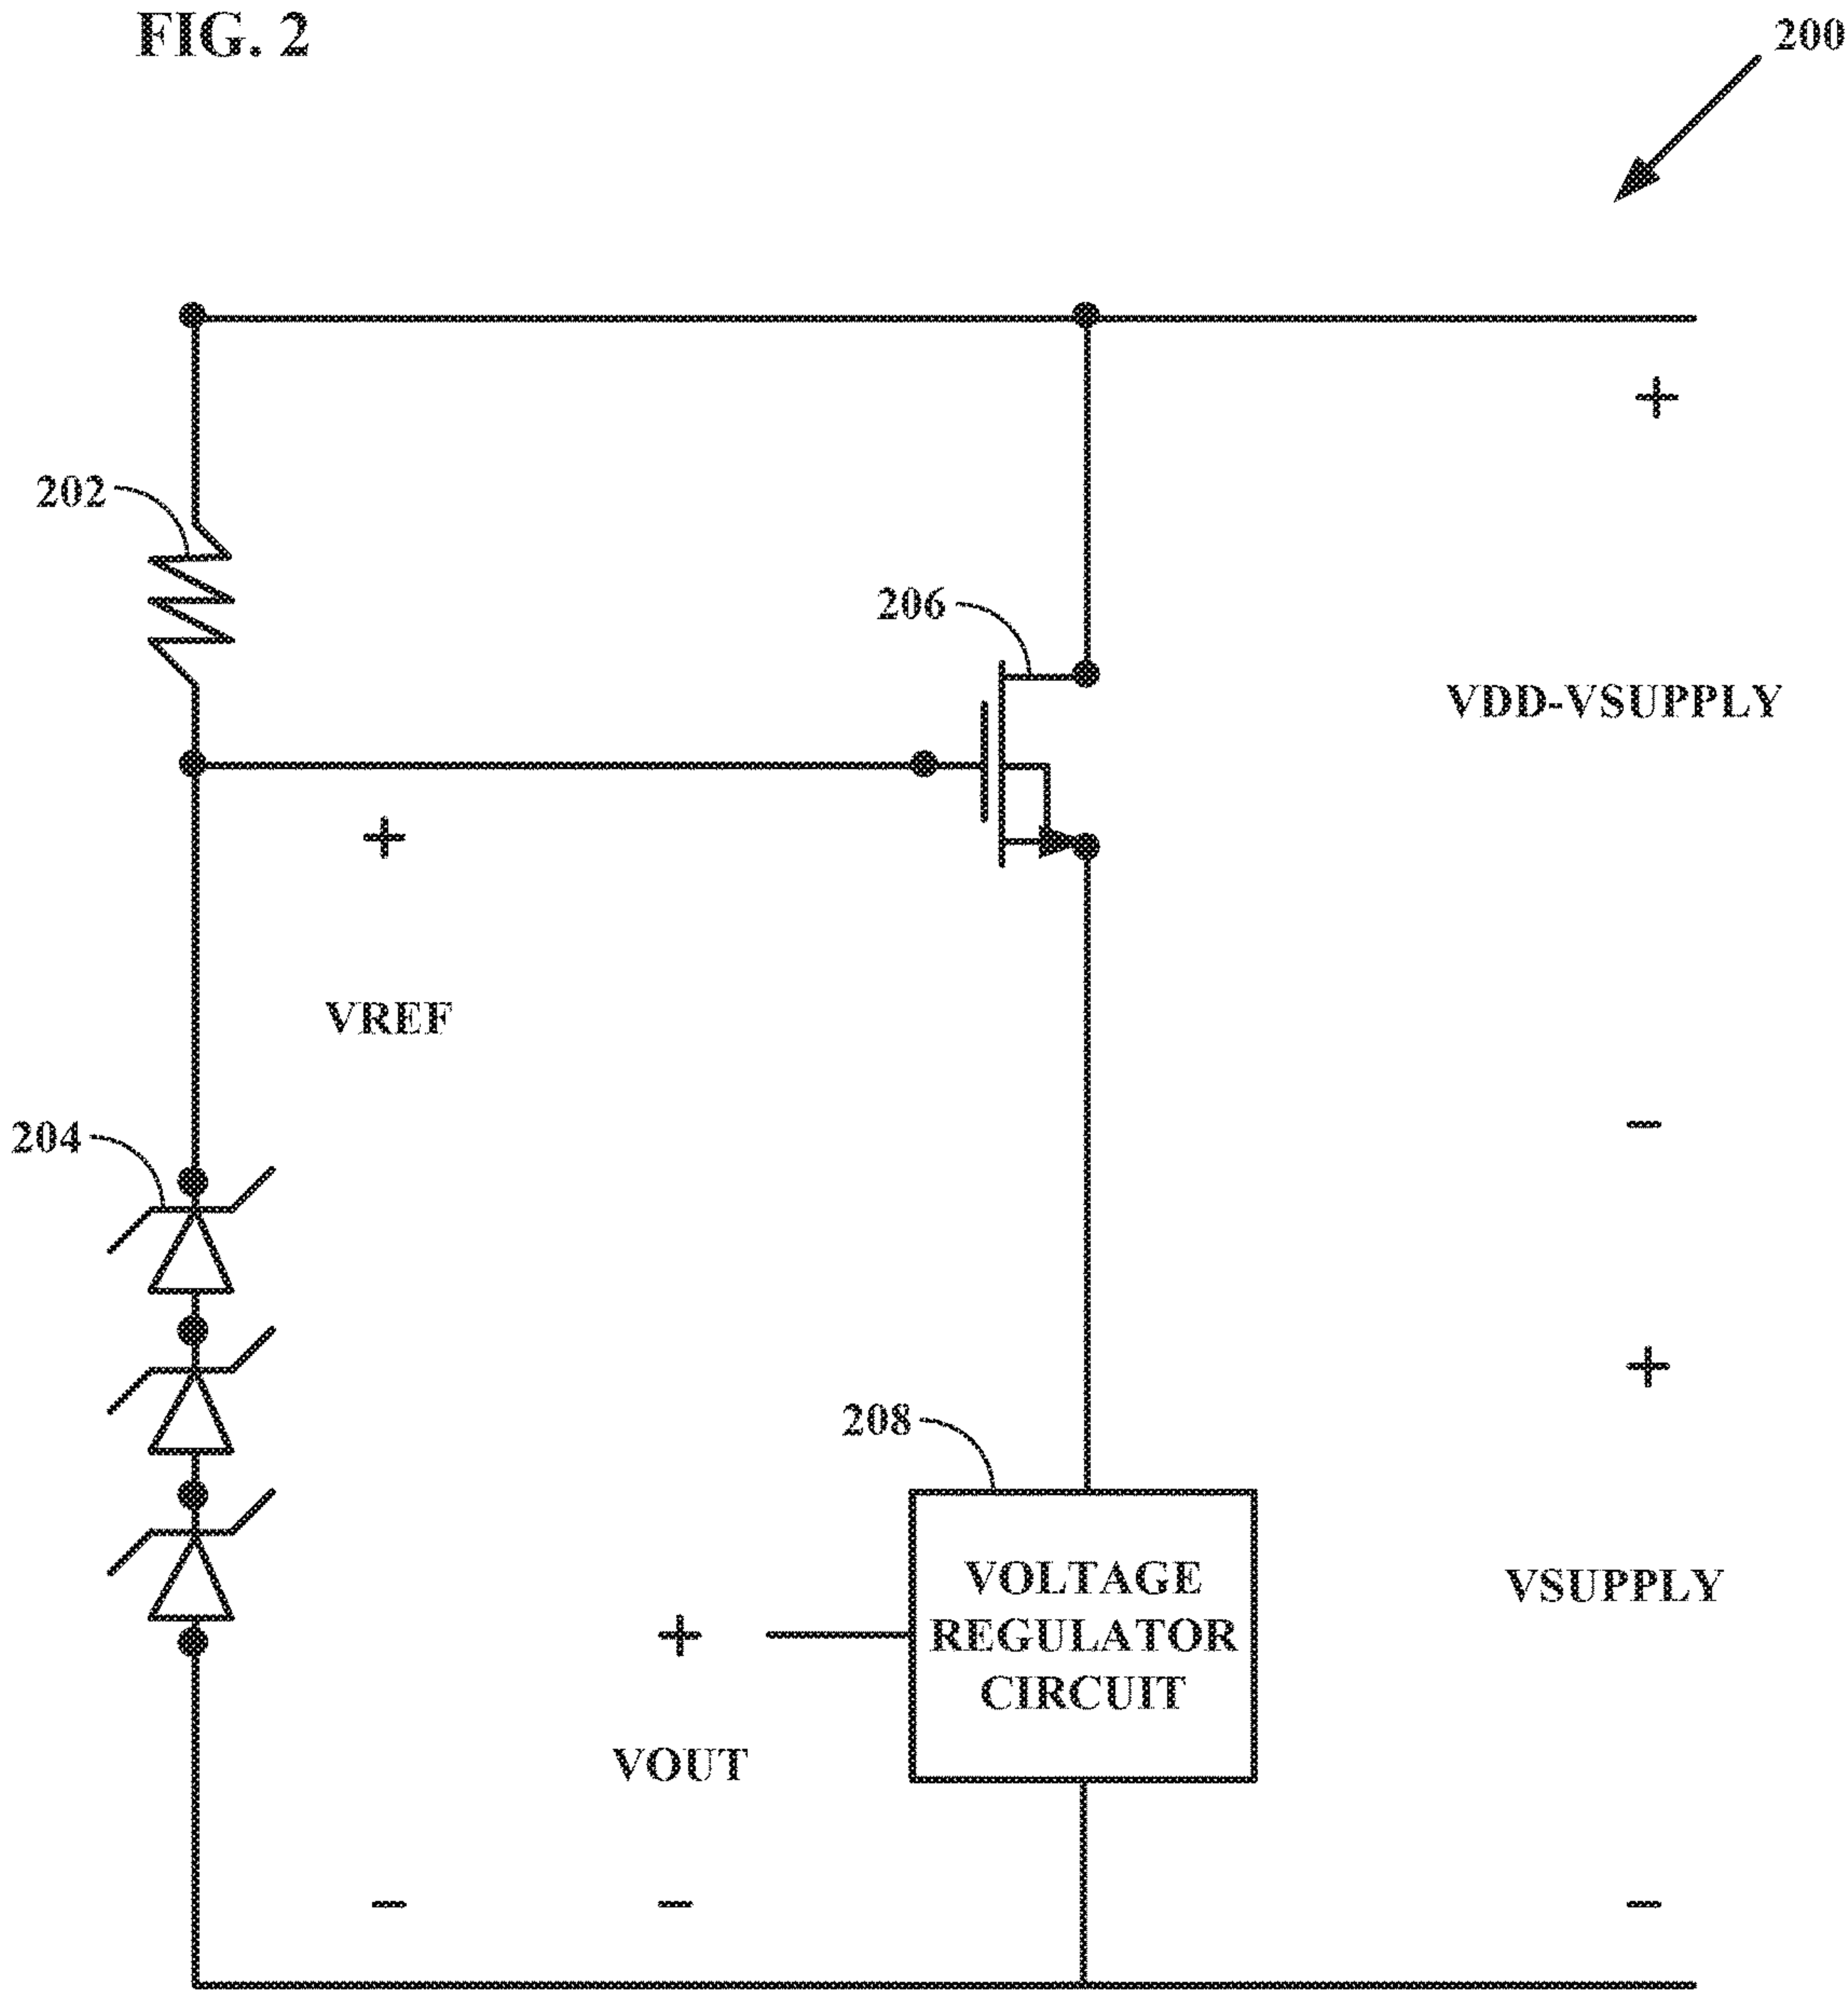 FIG. 2
200
+
202
206
VDD-VSUPPLY
+
VREF
204
-
+
208
VOLTAGE
REGULATOR
CIRCUIT
VSUPPLY
+
VOUT
-
-
-